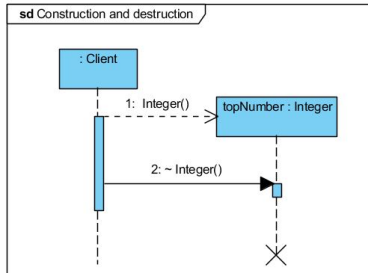 sd Construction and destruction
: Client
1: Integer()
topNumber : Integer
2: ~ Integer()